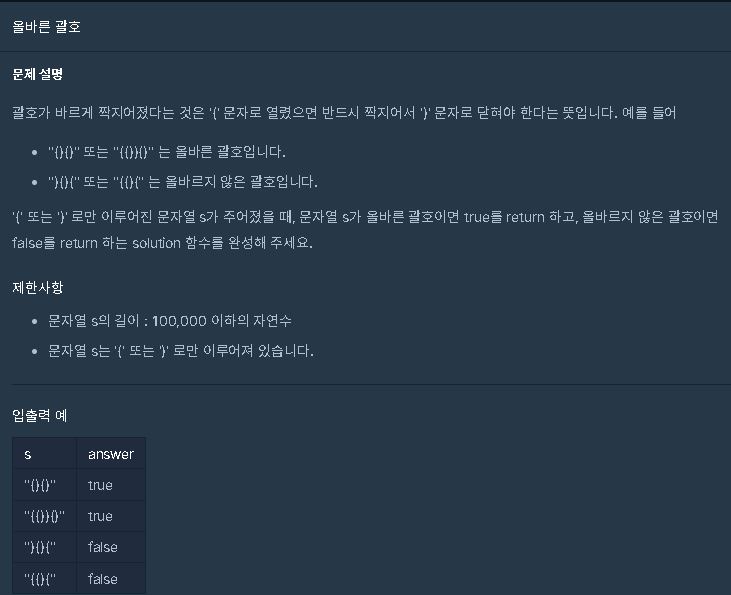 올바른 괄호
문제 설명
괄호가 바르게 짝지어졌다는 것은 '{' 문자로 열렸으면 반드시 짝지어서 '}' 문자로 닫혀야 한다는 뜻입니다. 예를 들어
• "{}{}" 또는 "{{}}{}" 는 올바른 괄호입니다.
• "}{}{" 또는 "{{}{" 는 올바르지 않은 괄호입니다.
'{' 또는 '}' 로만 이루어진 문자열 s가 주어졌을 때, 문자열 s가 올바른 괄호이면 true를 return 하고, 올바르지 않은 괄호이면
false를 return 하는 solution 함수를 완성해 주세요.
제한사항
• 문자열 s의 길이 : 100,000 이하의 자연수
• 문자열 s는 '{' 또는 '}' 로만 이루어져 있습니다.
입출력 예
s answer
"{}{}" true
"{{}}{}" true
"}{}{" false
"{{}{" false